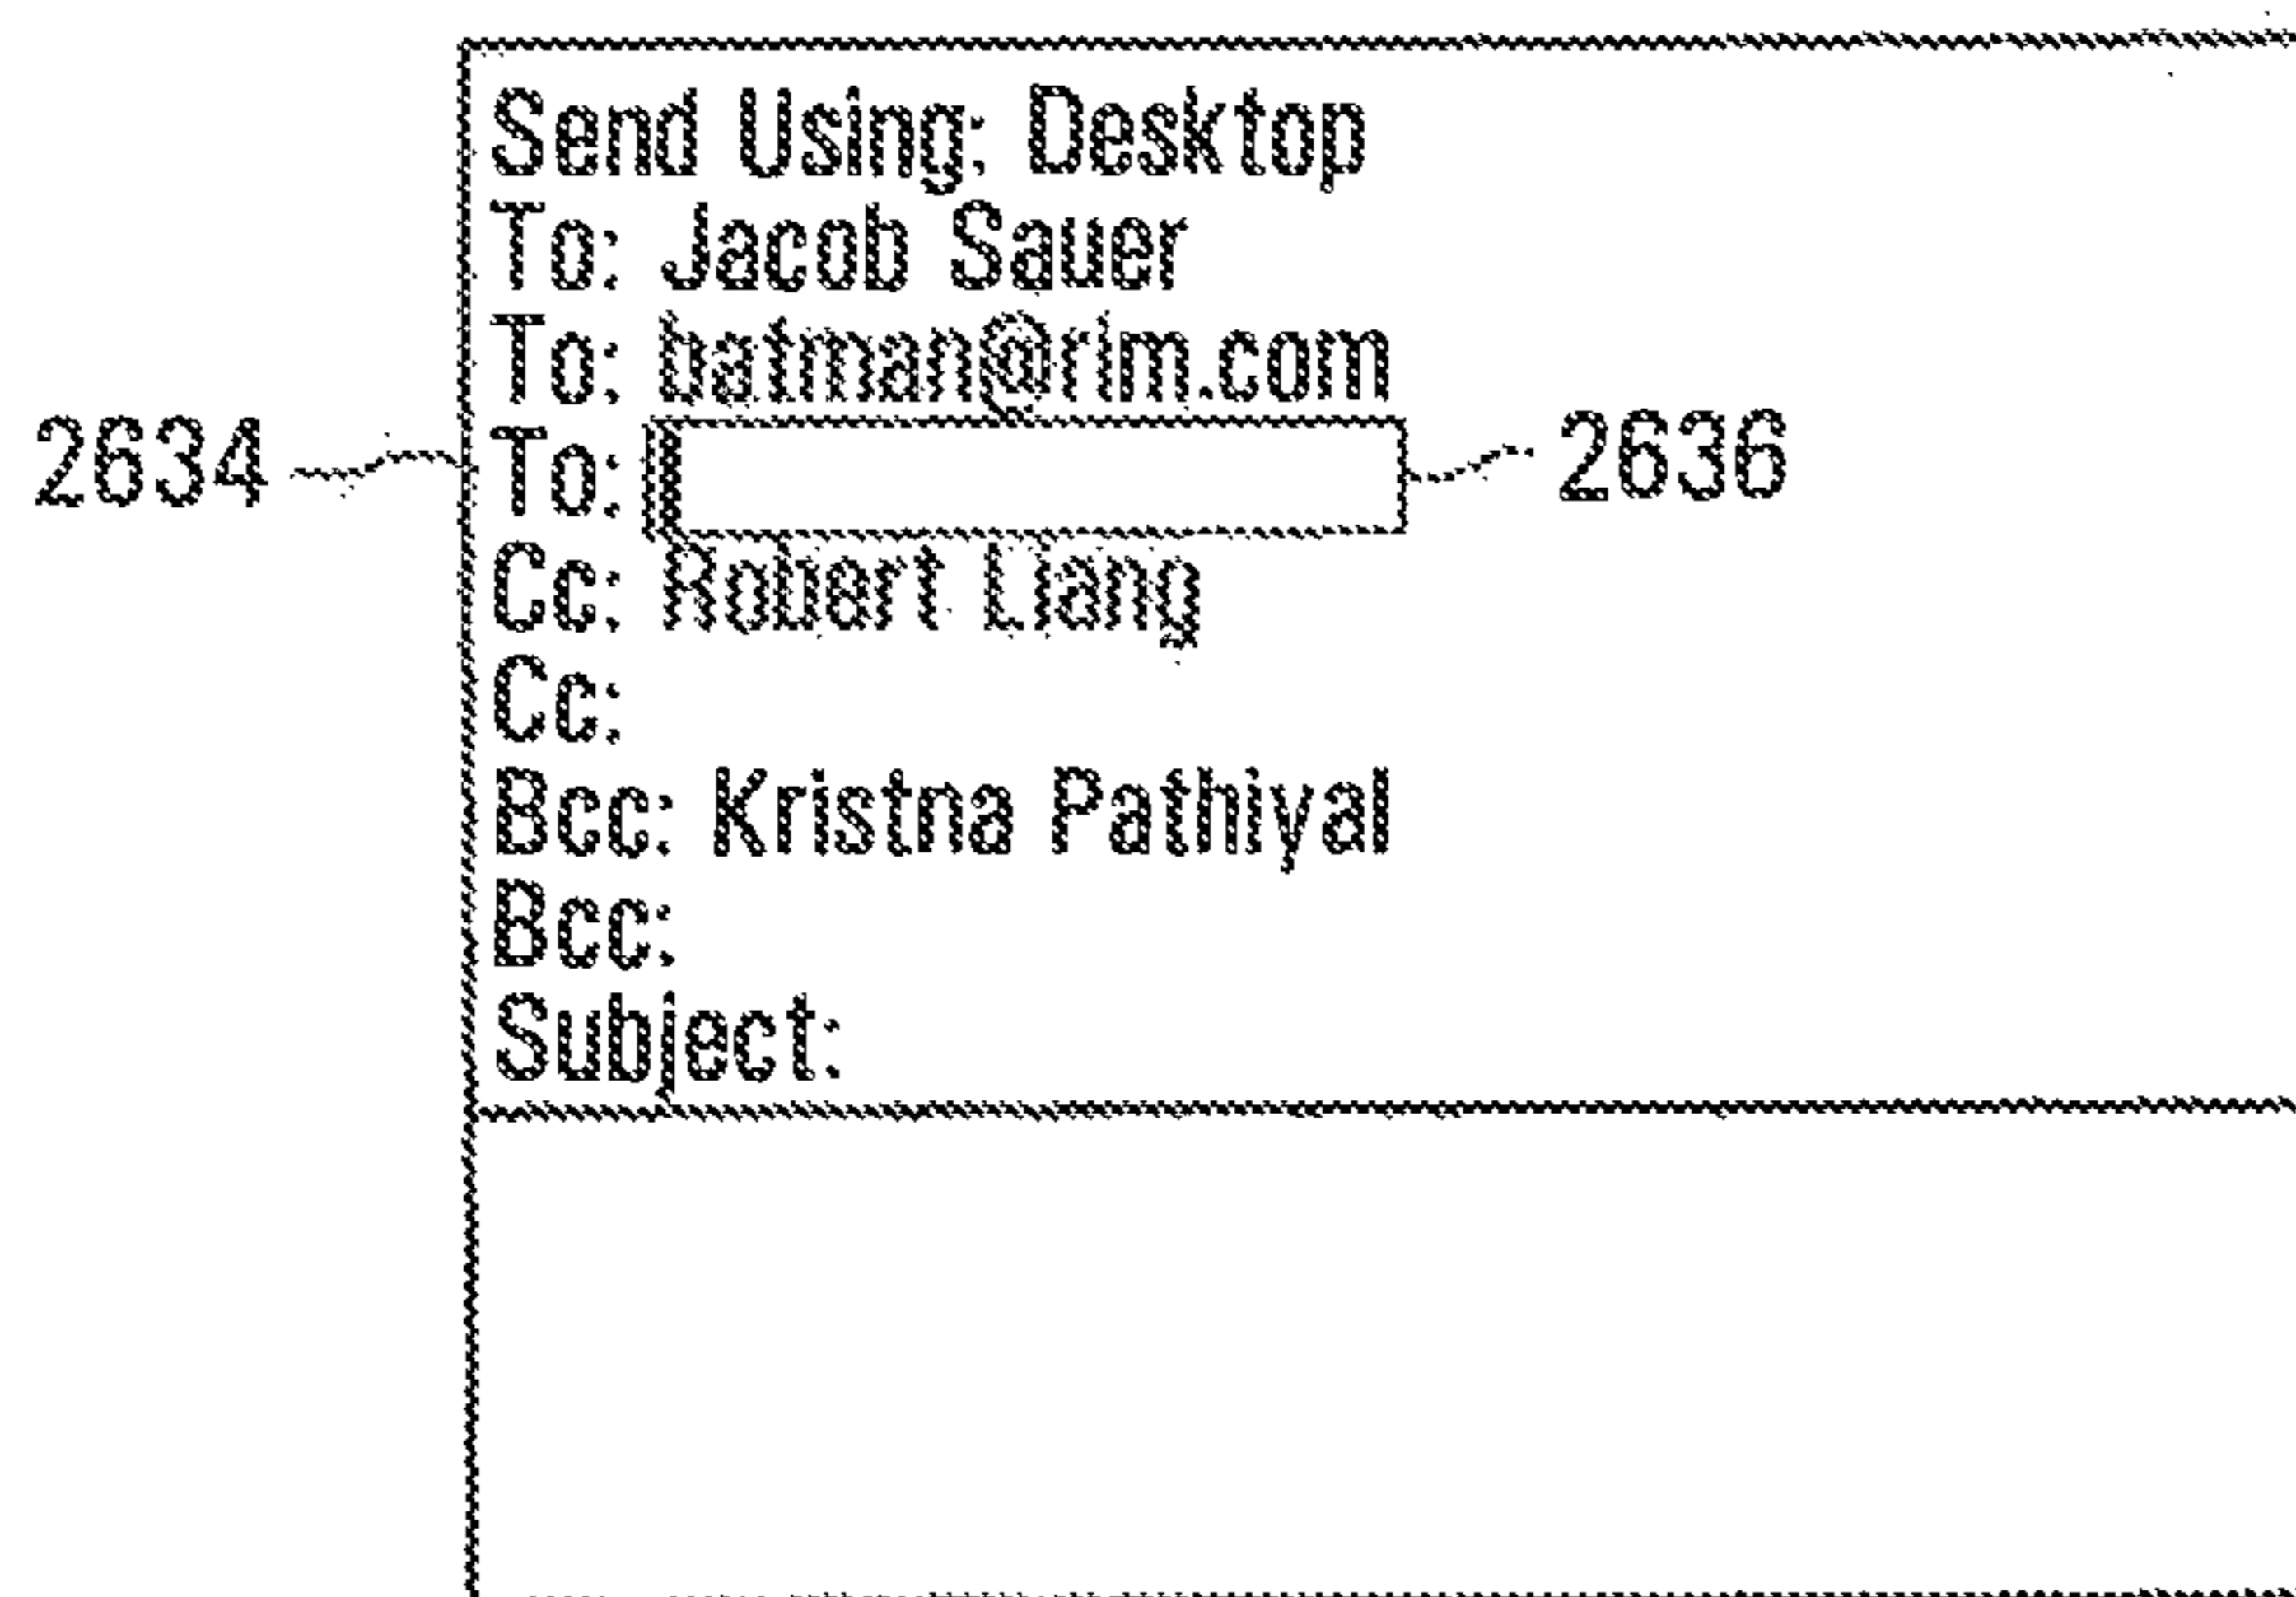 Send Using: Desktop
To: Jacob Sauer
To: batman@rim.com
2634 To: 2636
Cc: Robert Liang
Cc:
Bcc: Kristna Pathiyal
Bcc:
Subject: